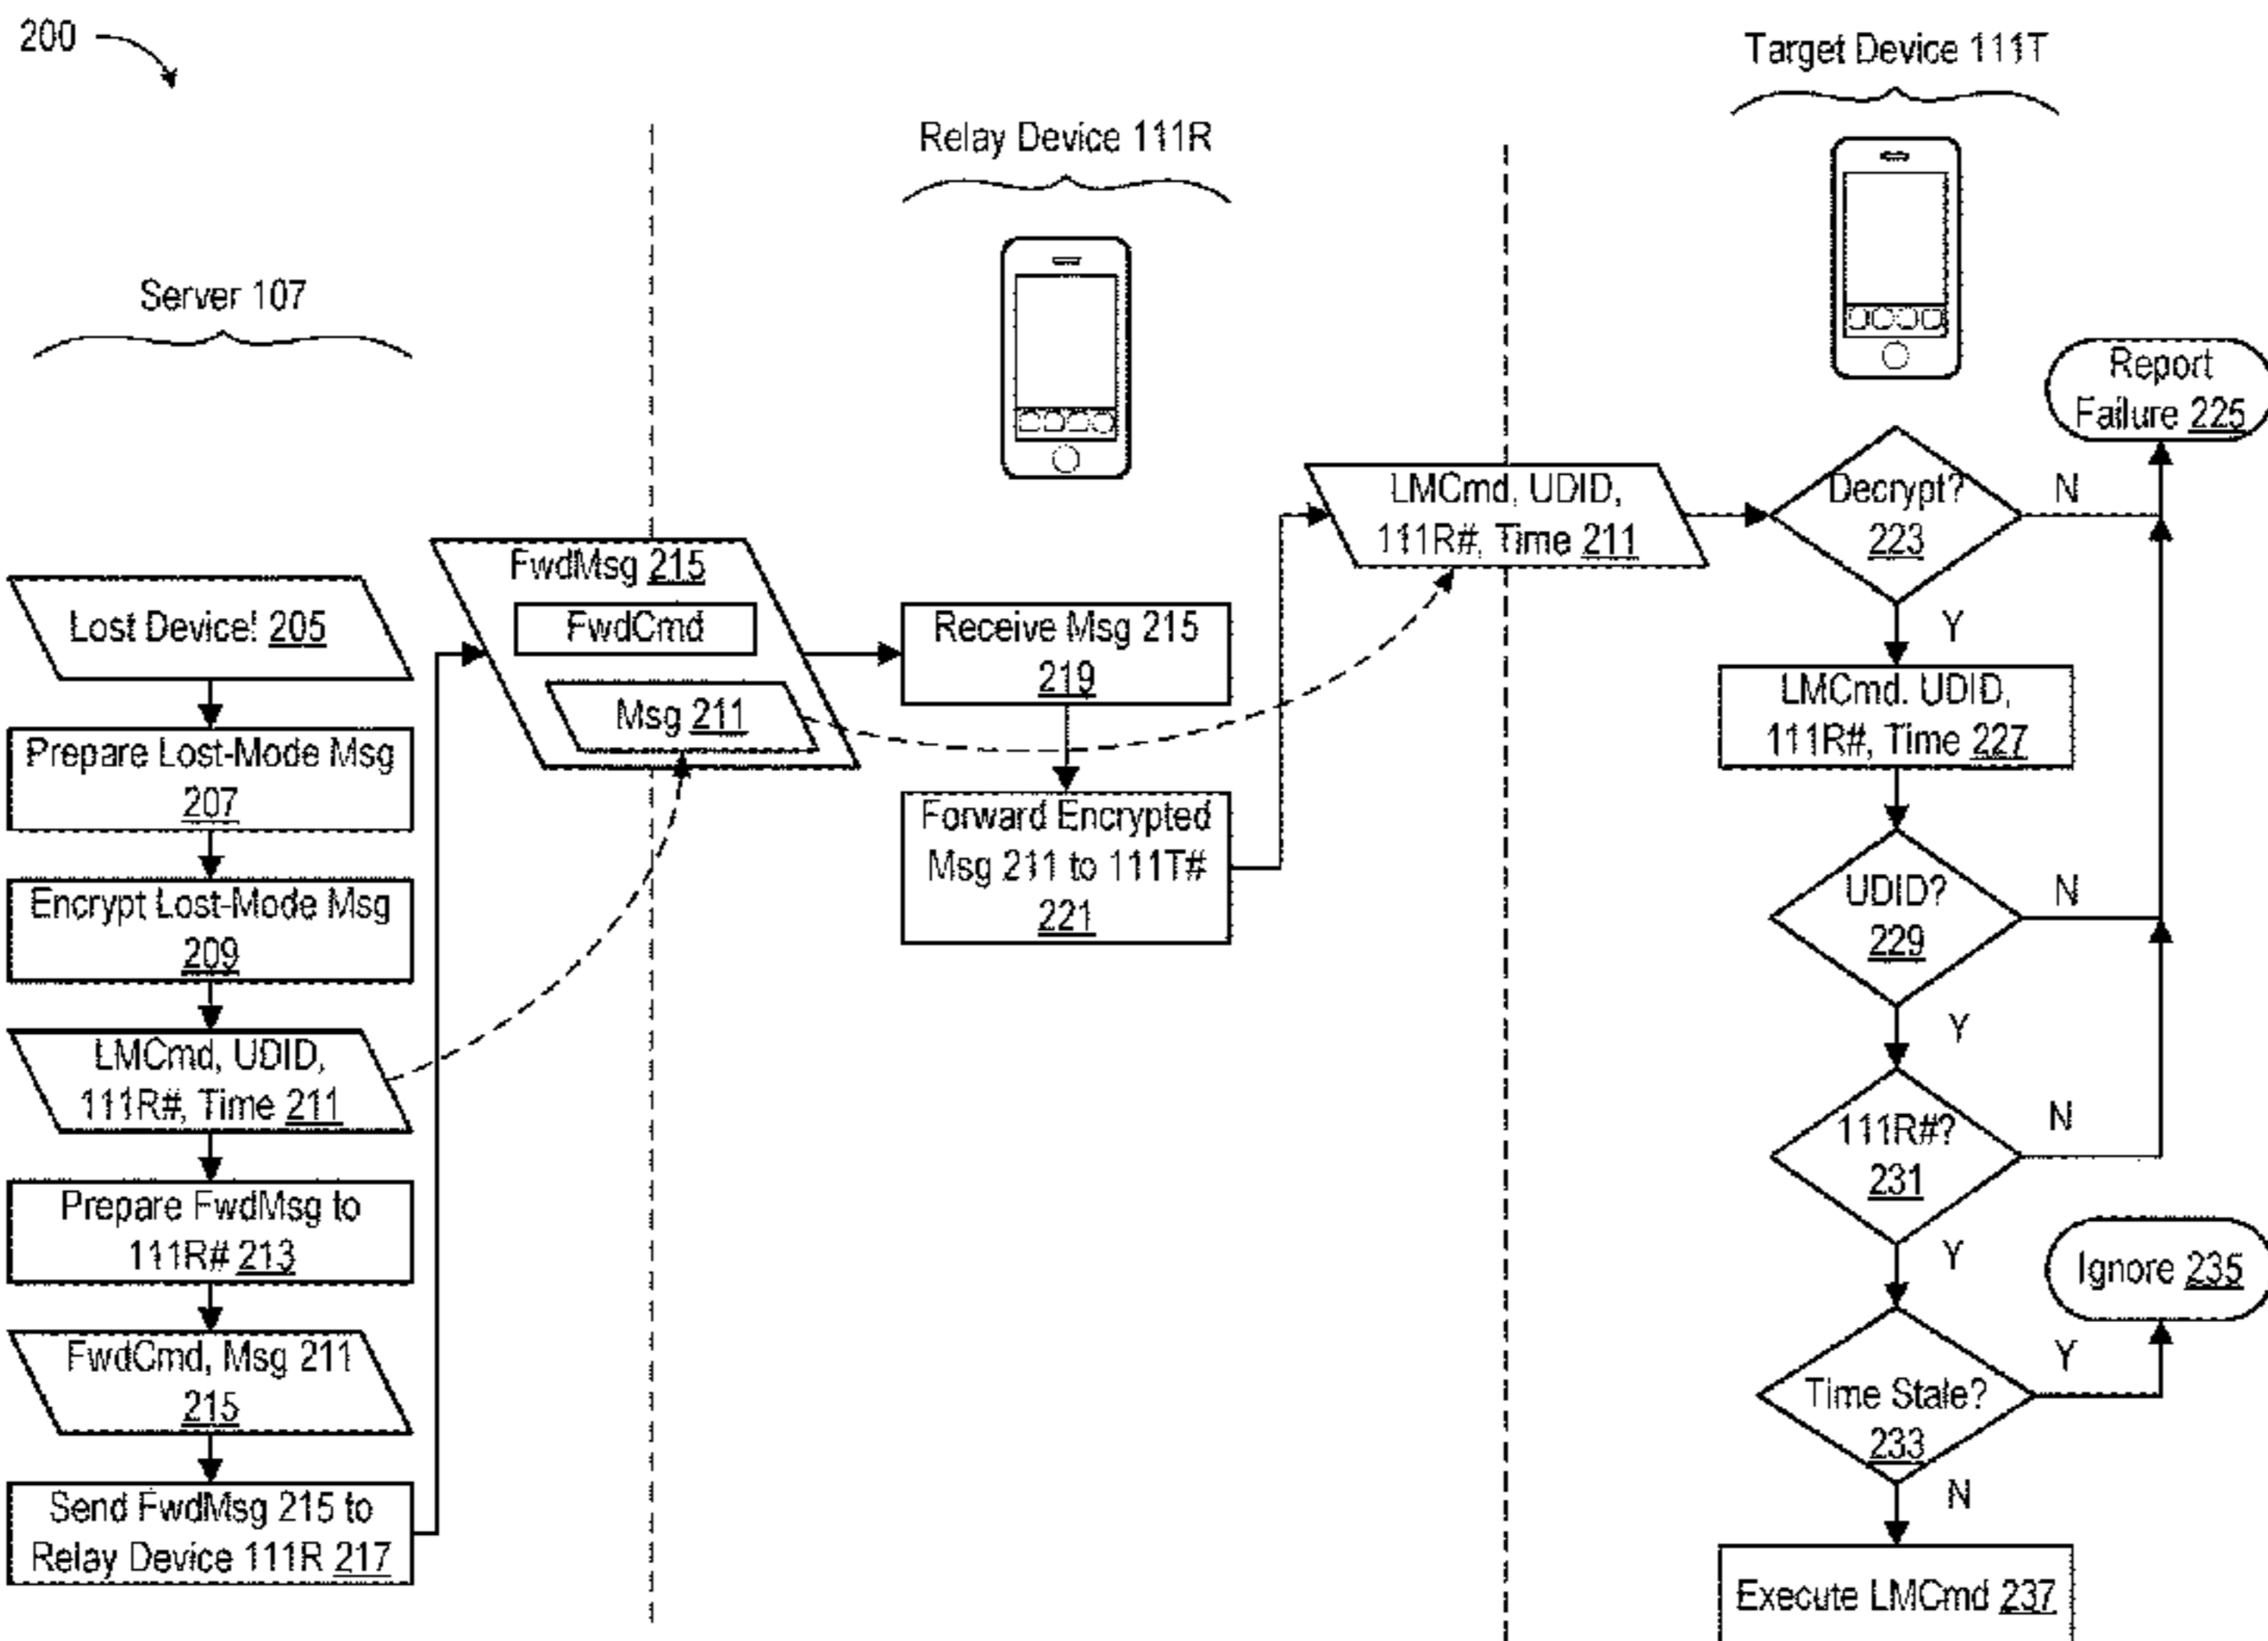 200
Server 107
Lost Device! 205
Prepare Lost-Mode Msg
207
Encrypt Lost-Mode Msg
209
LMCmd, UDID,
111R#, Time 211
Prepare FwdMsg to
111R# 213
FwdCmd, Msg 211
215
Send FwdMsg 215 to
Relay Device 111R 217
FwdMsg 215
FwdCmd
Msg 211
Relay Device 111R
Receive Msg 215
219
Forward Encrypted
Msg 211 to 111T#
221
LMCmd, UDID,
111R#, Time 211
Target Device 111T
Decrypt?
223
N
Report
Failure 225
Y
LMCmd. UDID,
111R#, Time 227
UDID?
229
N
Y
111R#?
231
N
Y
Time Stale?
233
Y
Ignore 235
N
Execute LMCmd 237